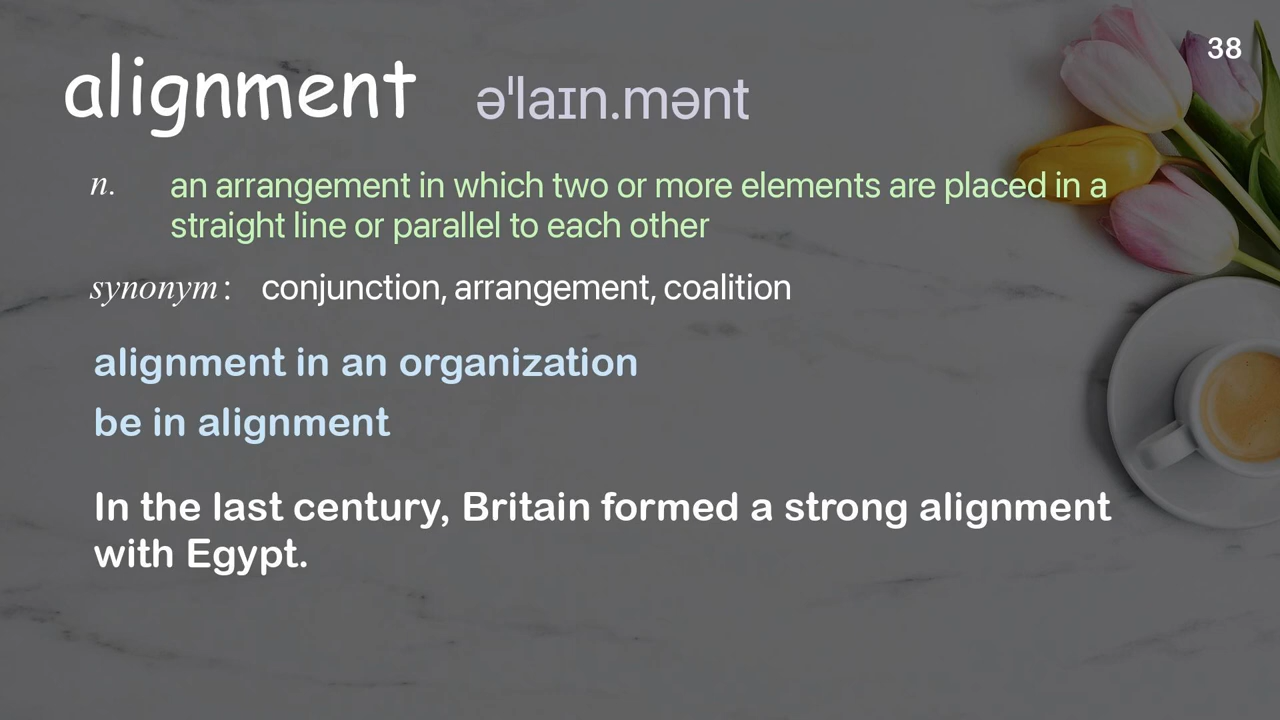 38
alignment əˈlaɪn.mənt
n. an arrangement in which two or more elements are placed in a
straight line or parallel to each other
synonym: conjunction, arrangement, coalition
alignment in an organization
be in alignment
In the last century, Britain formed a strong alignment
with Egypt.